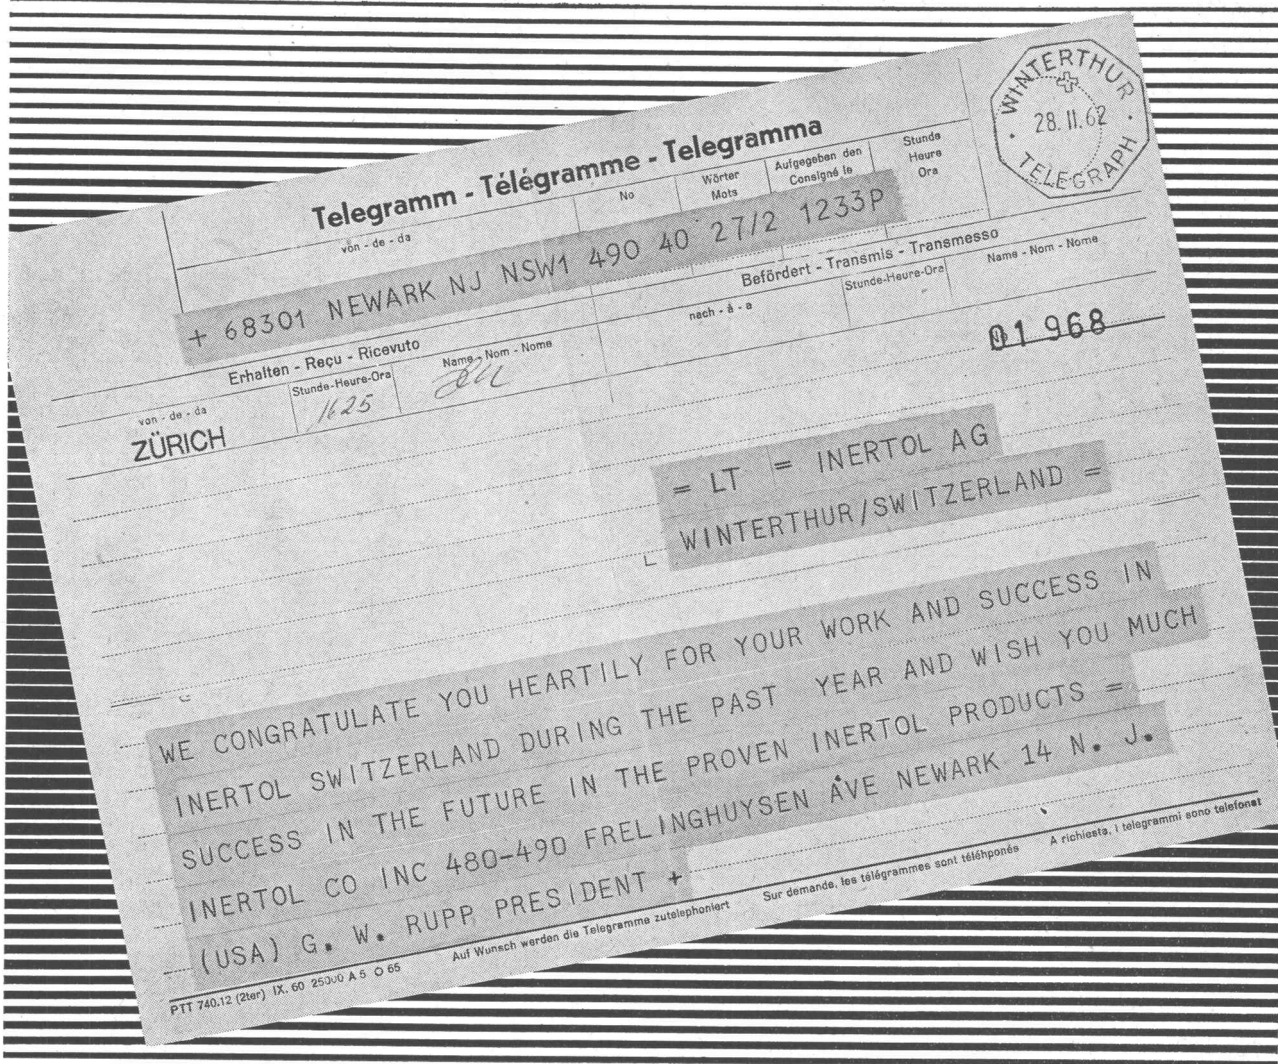 Telegramm - Télégramme - Telegramma
WINTERTHUR
28.II.62
TELEGRAPH
von - de - da
No
Wörter
Mots
Aufgegeben den
Consigné le
Stunde
Heure
Ora
+ 68301 NEWARK NJ NSW1 490 40 27/2 1233P
Erhalten - Reçu - Ricevuto
Befördert - Transmis - Transmesso
von - de - da
Stunde-Heure-Ora
Name - Nom - Nome
nach - à - a
Stunde-Heure-Ora
Name - Nom - Nome
ZÜRICH
1625
No
01968
= LT = INERTOL AG
WINTERTHUR/SWITZERLAND =
WE CONGRATULATE YOU HEARTILY FOR YOUR WORK AND SUCCESS IN
INERTOL SWITZERLAND DURING THE PAST YEAR AND WISH YOU MUCH
SUCCESS IN THE FUTURE IN THE PROVEN INERTOL PRODUCTS =
INERTOL CO INC 480-490 FRELINGHUYSEN AVE NEWARK 14 N. J.
(USA) G. W. RUPP PRESIDENT +
PTT 740.12 (2ter) IX. 60 25000 A 5 O 65
Auf Wunsch werden die Telegramme zutelephoniert
Sur demande, les télégrammes sont téléhponés
A richiesta, i telegrammi sono telefonat